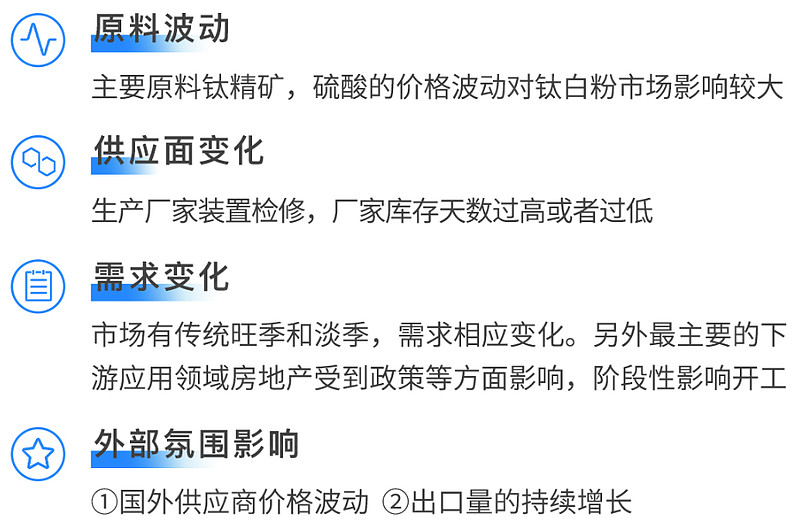 原料波动
主要原料钛精矿，硫酸的价格波动对钛白粉市场影响较大
供应面变化
生产厂家装置检修，厂家库存天数过高或者过低
需求变化
市场有传统旺季和淡季，需求相应变化。另外最主要的下
游应用领域房地产受到政策等方面影响，阶段性影响开工
外部氛围影响
①国外供应商价格波动 ②出口量的持续增长